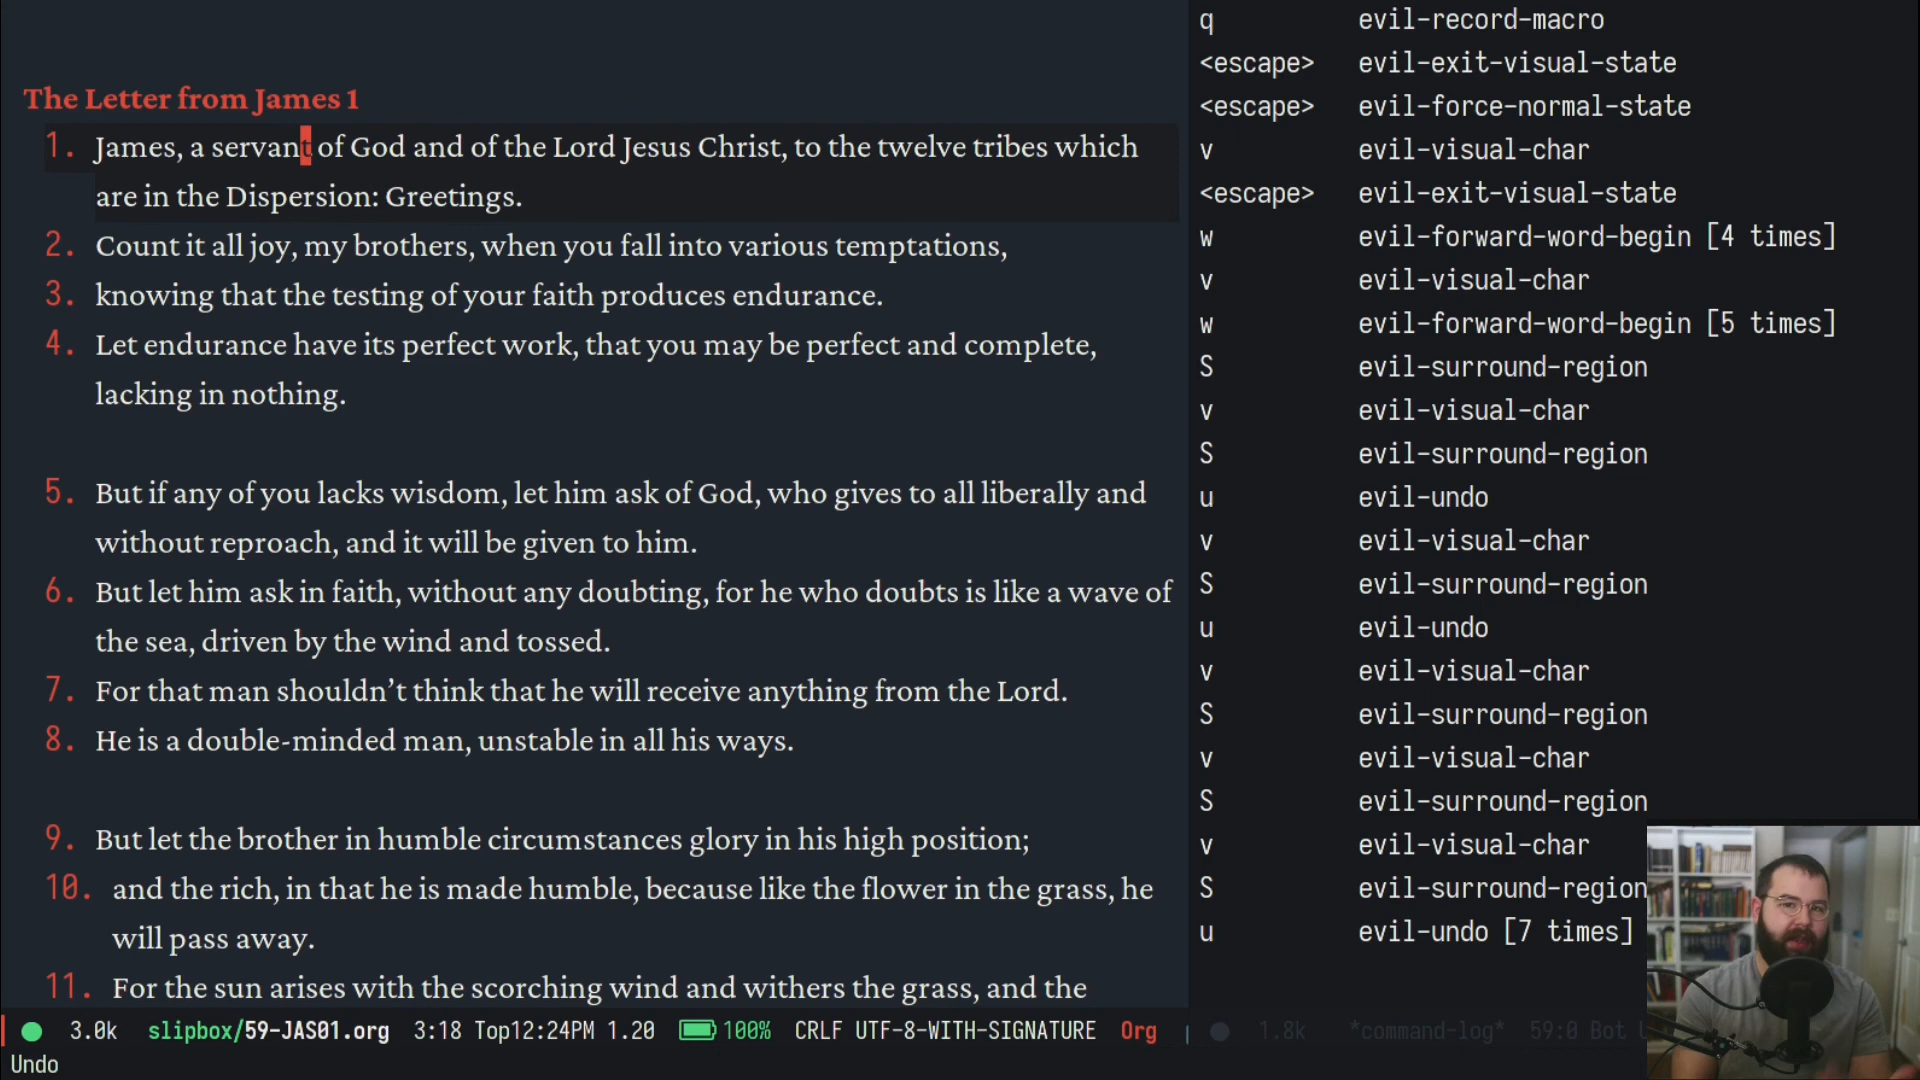 The Letter from James 1
1. James, a servant of God and of the Lord Jesus Christ, to the twelve tribes which
are in the Dispersion: Greetings.
2. Count it all joy, my brothers, when you fall into various temptations,
3. knowing that the testing of your faith produces endurance.
4. Let endurance have its perfect work, that you may be perfect and complete,
lacking in nothing.
5. But if any of you lacks wisdom, let him ask of God, who gives to all liberally and
without reproach, and it will be given to him.
6. But let him ask in faith, without any doubting, for he who doubts is like a wave of
the sea, driven by the wind and tossed.
7. For that man shouldn’t think that he will receive anything from the Lord.
8. He is a double-minded man, unstable in all his ways.
9. But let the brother in humble circumstances glory in his high position;
10. and the rich, in that he is made humble, because like the flower in the grass, he
will pass away.
11. For the sun arises with the scorching wind and withers the grass, and the
3.0k slipbox/59-JAS01.org 3:18 Top12:24PM 1.20 100% CRLF UTF-8-WITH-SIGNATURE Org
Undo
q evil-record-macro
<escape> evil-exit-visual-state
<escape> evil-force-normal-state
v evil-visual-char
<escape> evil-exit-visual-state
w evil-forward-word-begin [4 times]
v evil-visual-char
w evil-forward-word-begin [5 times]
S evil-surround-region
v evil-visual-char
S evil-surround-region
u evil-undo
v evil-visual-char
S evil-surround-region
u evil-undo
v evil-visual-char
S evil-surround-region
v evil-visual-char
S evil-surround-region
v evil-visual-char
S evil-surround-region
u evil-undo [7 times]
1.8k *command-log* 59:0 Bot